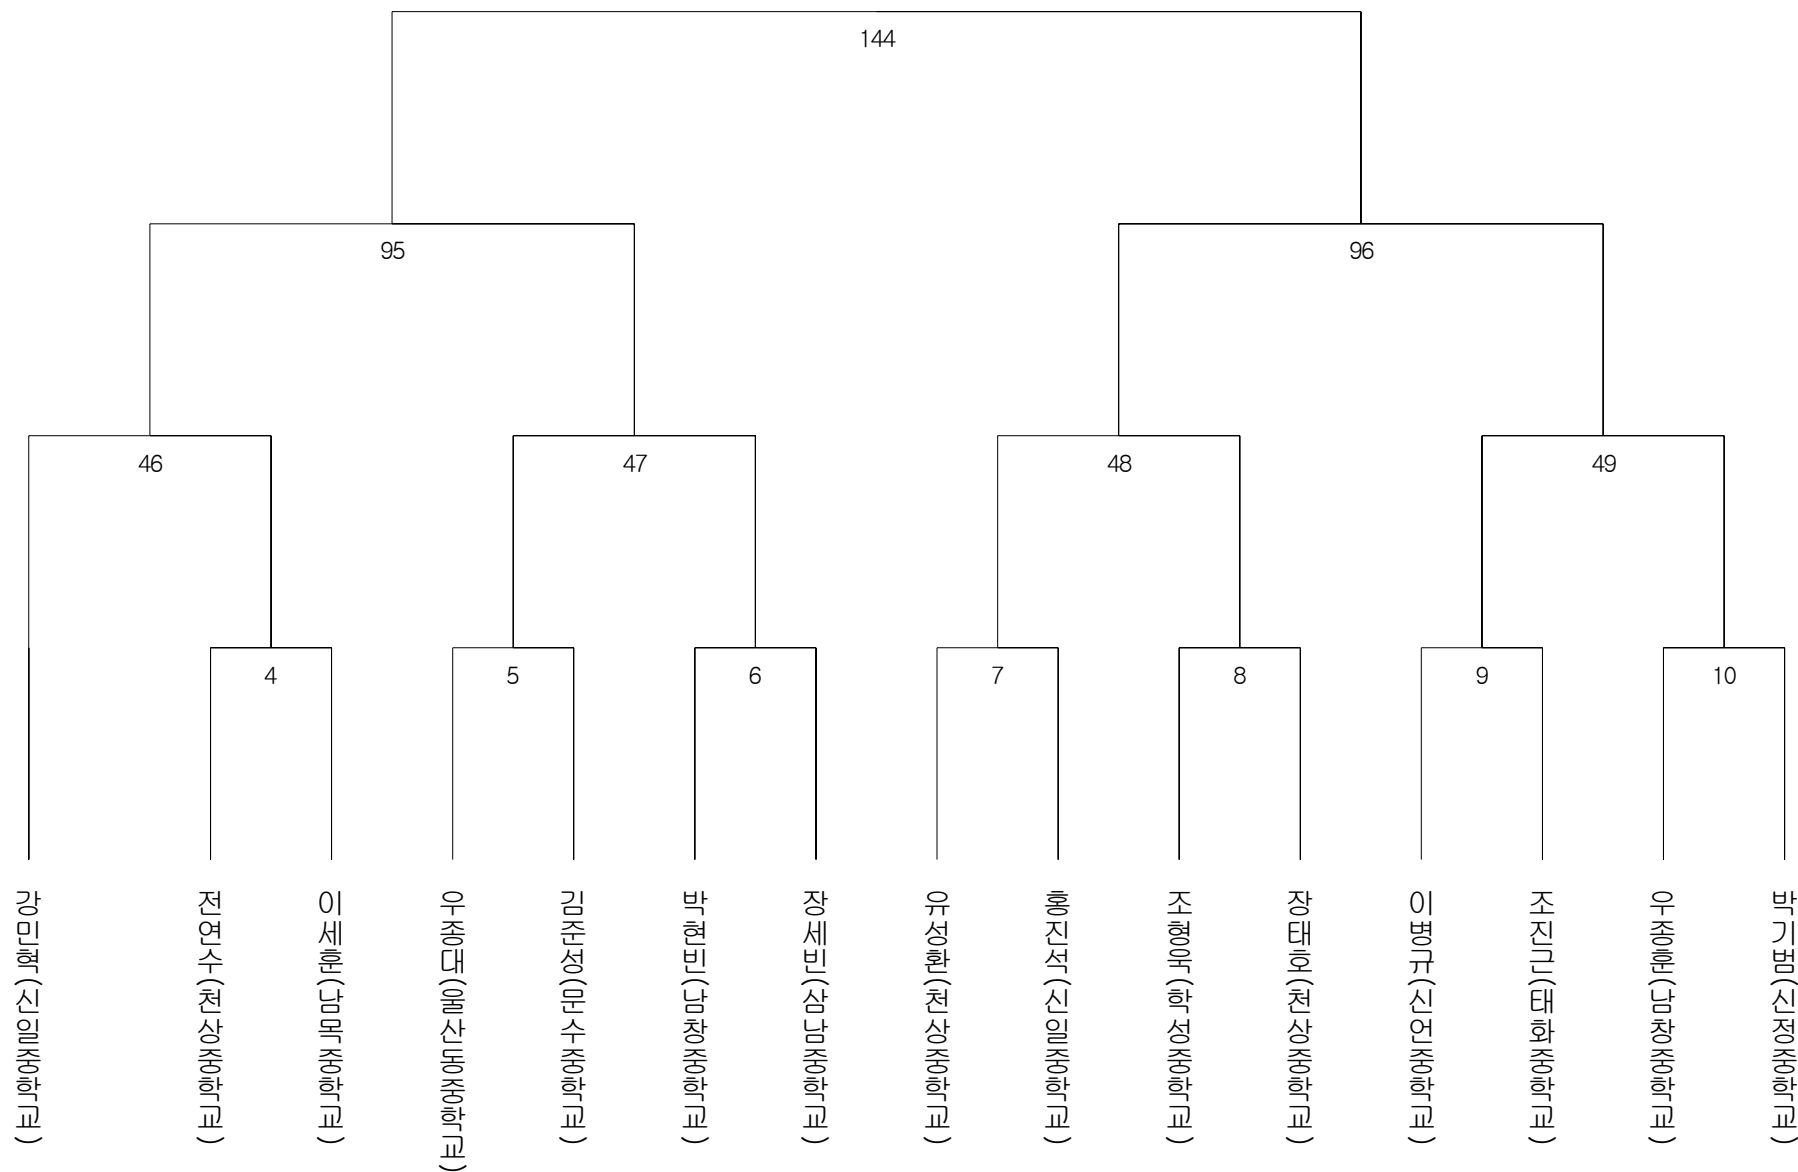 144
95
96
46
47
48
49
4
5
6
7
8
9
10
강민혁(신일중학교)
전연수(천상중학교)
이세훈(남목중학교)
우종대(울산동중학교)
김준성(문수중학교)
박현빈(남창중학교)
장세빈(삼남중학교)
유성환(천상중학교)
홍진석(신일중학교)
조형욱(학성중학교)
장태호(천상중학교)
이병규(신언중학교)
조진근(태화중학교)
우종훈(남창중학교)
박기범(신정중학교)